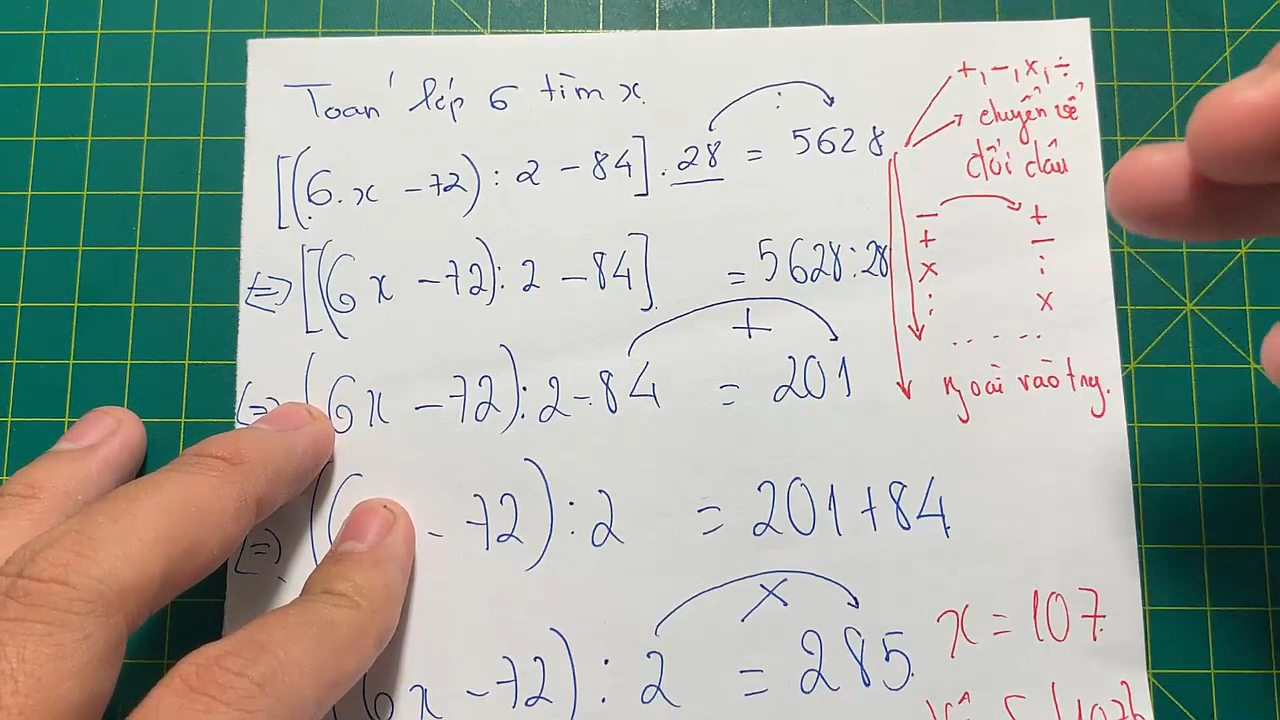 Toán lớp 6 tìm x.
[(6.x - 72) : 2 - 84] . 28 = 5628
:
⇔ [(6x - 72) : 2 - 84] = 5628 : 28
+
⇔ (6x - 72) : 2 - 84 = 201
⇔ - 72) : 2 = 201 + 84
×
6x - 72) : 2 = 285
+, -, x, ÷
chuyển vế
đổi dấu
- +
+ -
x :
: x
......
ngoài vào trg.
x = 107